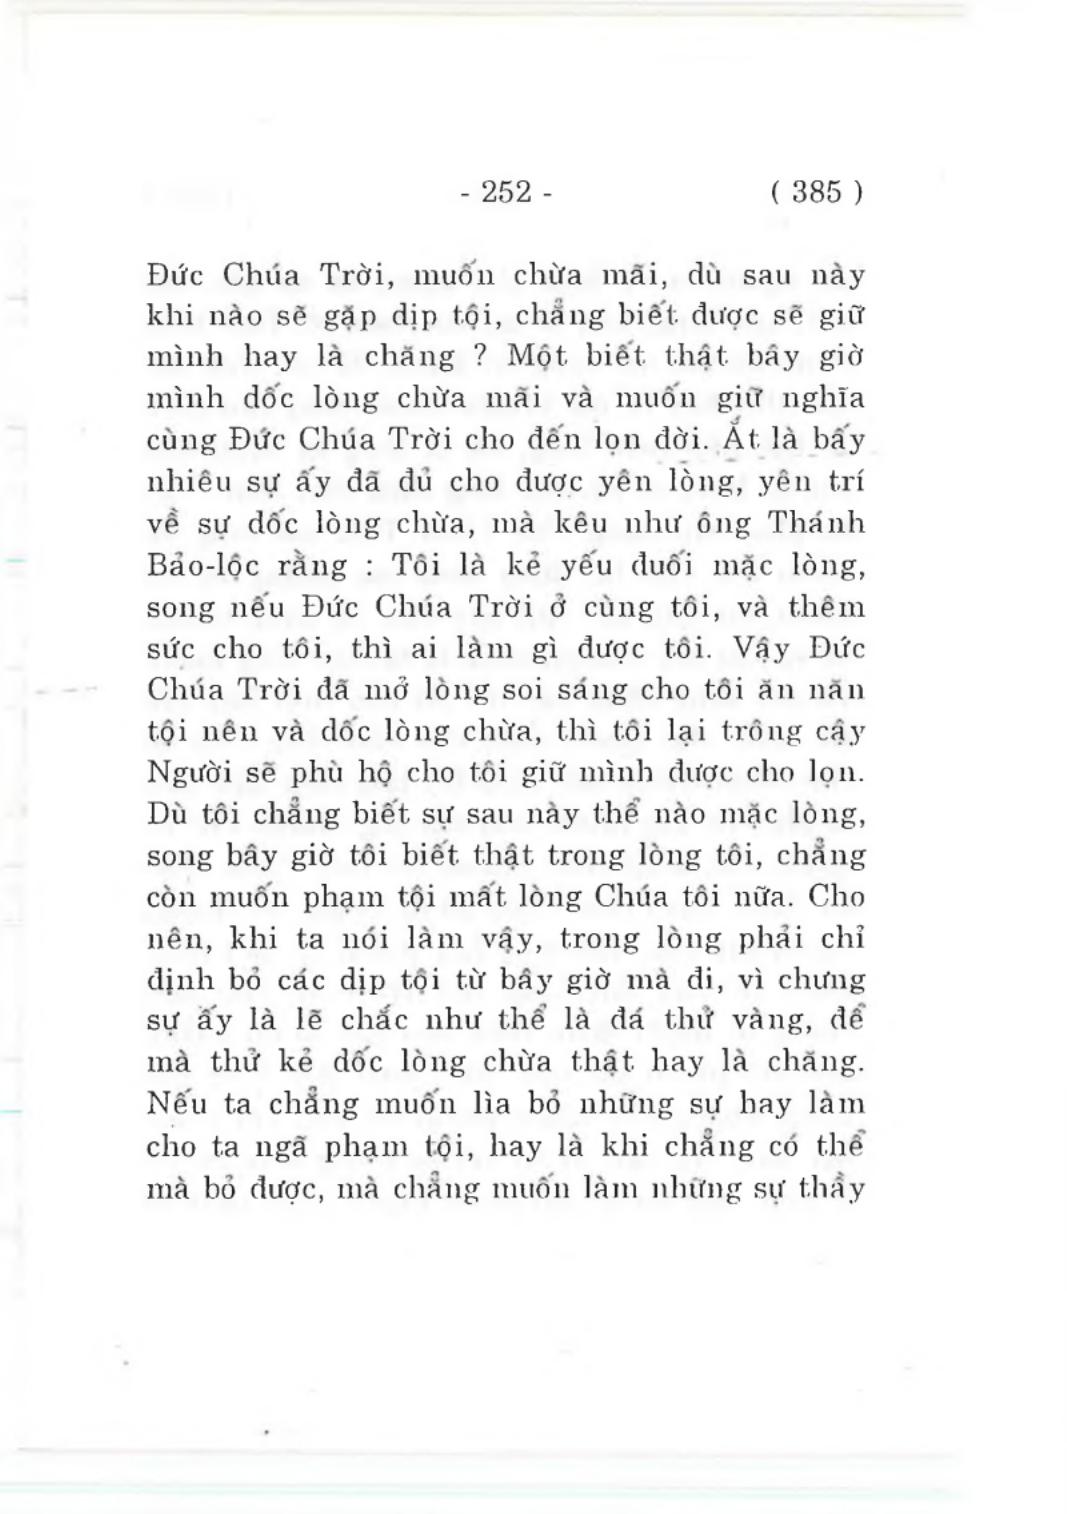 - 252 - ( 385 )
Đức Chúa Trời, muốn chừa mãi, dù sau này
khi nào sẽ gặp dịp tội, chẳng biết được sẽ giữ
mình hay là chăng ? Một biết thật bây giờ
mình dốc lòng chừa mãi và muốn giữ nghĩa
cùng Đức Chúa Trời cho đến lọn đời. Ắt là bấy
nhiêu sự ấy đã đủ cho được yên lòng, yên trí
về sự dốc lòng chừa, mà kêu như ông Thánh
Bảo-lộc rằng : Tôi là kẻ yếu đuối mặc lòng,
song nếu Đức Chúa Trời ở cùng tôi, và thêm
sức cho tôi, thì ai làm gì được tôi. Vậy Đức
Chúa Trời đã mở lòng soi sáng cho tôi ăn năn
tội nên và dốc lòng chừa, thì tôi lại trông cậy
Người sẽ phù hộ cho tôi giữ mình được cho lọn.
Dù tôi chẳng biết sự sau này thể nào mặc lòng,
song bây giờ tôi biết thật trong lòng tôi, chẳng
còn muốn phạm tội mất lòng Chúa tôi nữa. Cho
nên, khi ta nói làm vậy, trong lòng phải chỉ
định bỏ các dịp tội từ bây giờ mà đi, vì chưng
sự ấy là lẽ chắc như thể là đá thử vàng, để
mà thử kẻ dốc lòng chừa thật hay là chăng.
Nếu ta chẳng muốn lìa bỏ những sự hay làm
cho ta ngã phạm tội, hay là khi chẳng có thể
mà bỏ được, mà chẳng muốn làm những sự thầy